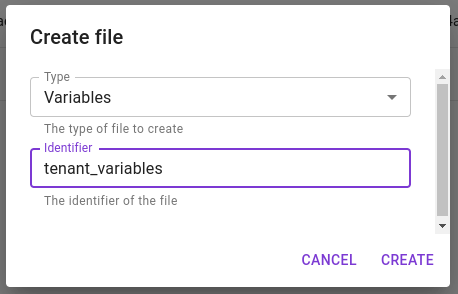 Create file
Type
Variables
The type of file to create
Identifier
tenant_variables
The identifier of the file
CANCEL CREATE